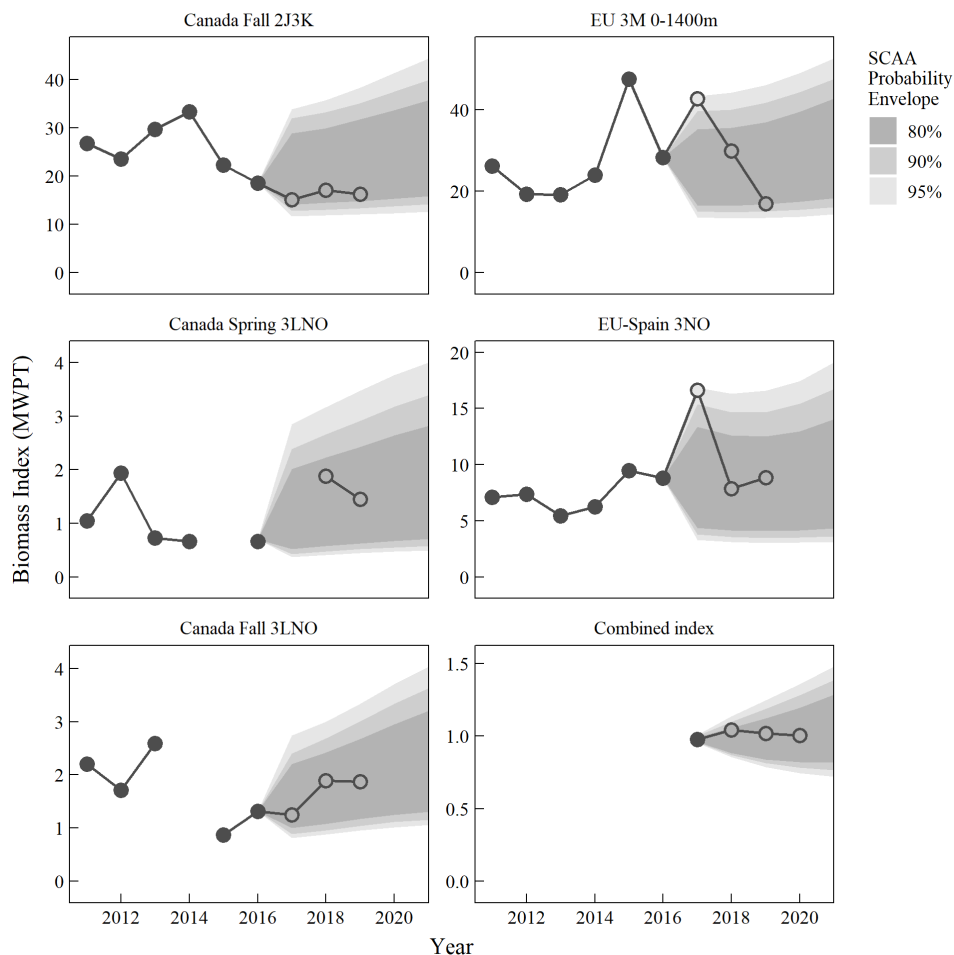 Canada Fall 2J3K
EU 3M 0-1400m
40
30
20
10
0
40
20
0
SCAA
Probability
Envelope
80%
90%
95%
Canada Spring 3LNO
EU-Spain 3NO
4
3
2
1
0
20
15
10
5
0
Biomass Index (MWPT)
Canada Fall 3LNO
Combined index
4
3
2
1
0
1.5
1.0
0.5
0.0
2012 2014 2016 2018 2020
2012 2014 2016 2018 2020
Year